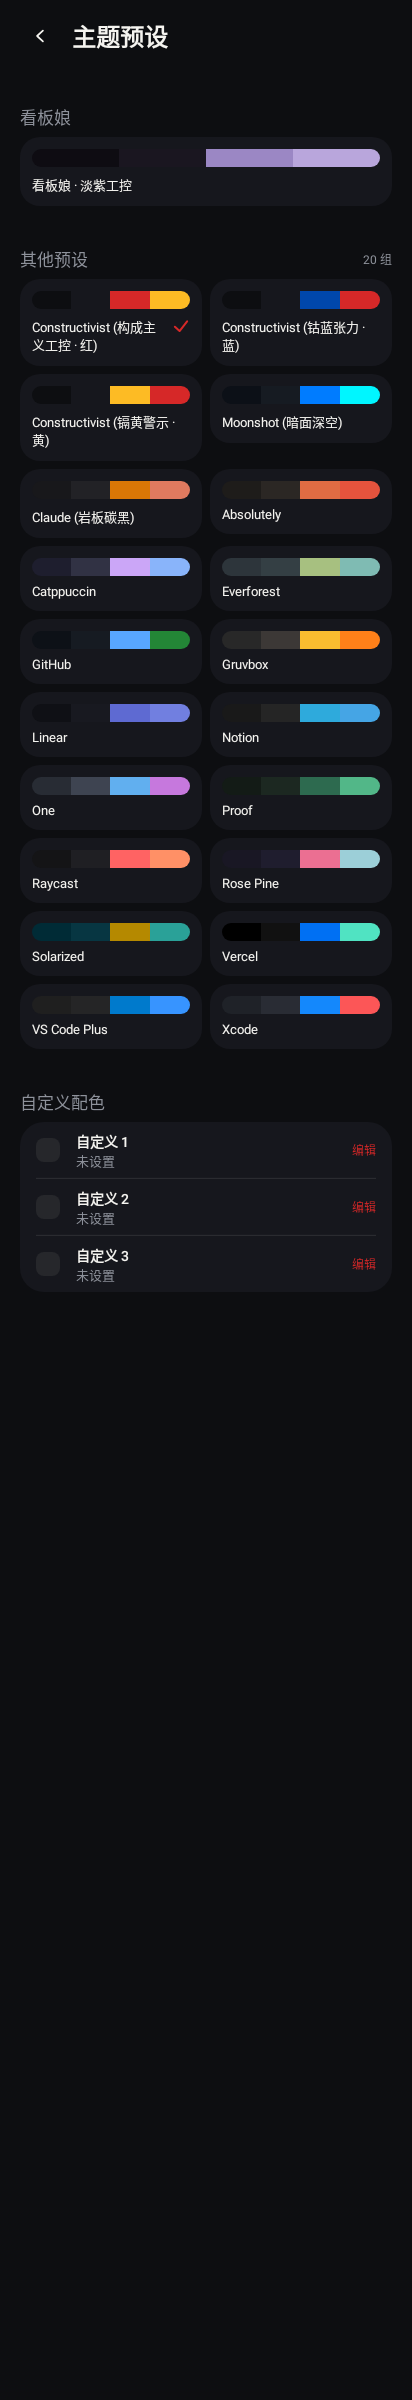 主题预设
看板娘
看板娘 · 淡紫工控
其他预设
20 组
Constructivist (构成主
义工控 · 红)
Constructivist (钴蓝张力 ·
蓝)
Constructivist (镉黄警示 ·
黄)
Moonshot (暗面深空)
Claude (岩板碳黑)
Absolutely
Catppuccin
Everforest
GitHub
Gruvbox
Linear
Notion
One
Proof
Raycast
Rose Pine
Solarized
Vercel
VS Code Plus
Xcode
自定义配色
自定义 1
未设置
编辑
自定义 2
未设置
编辑
自定义 3
未设置
编辑